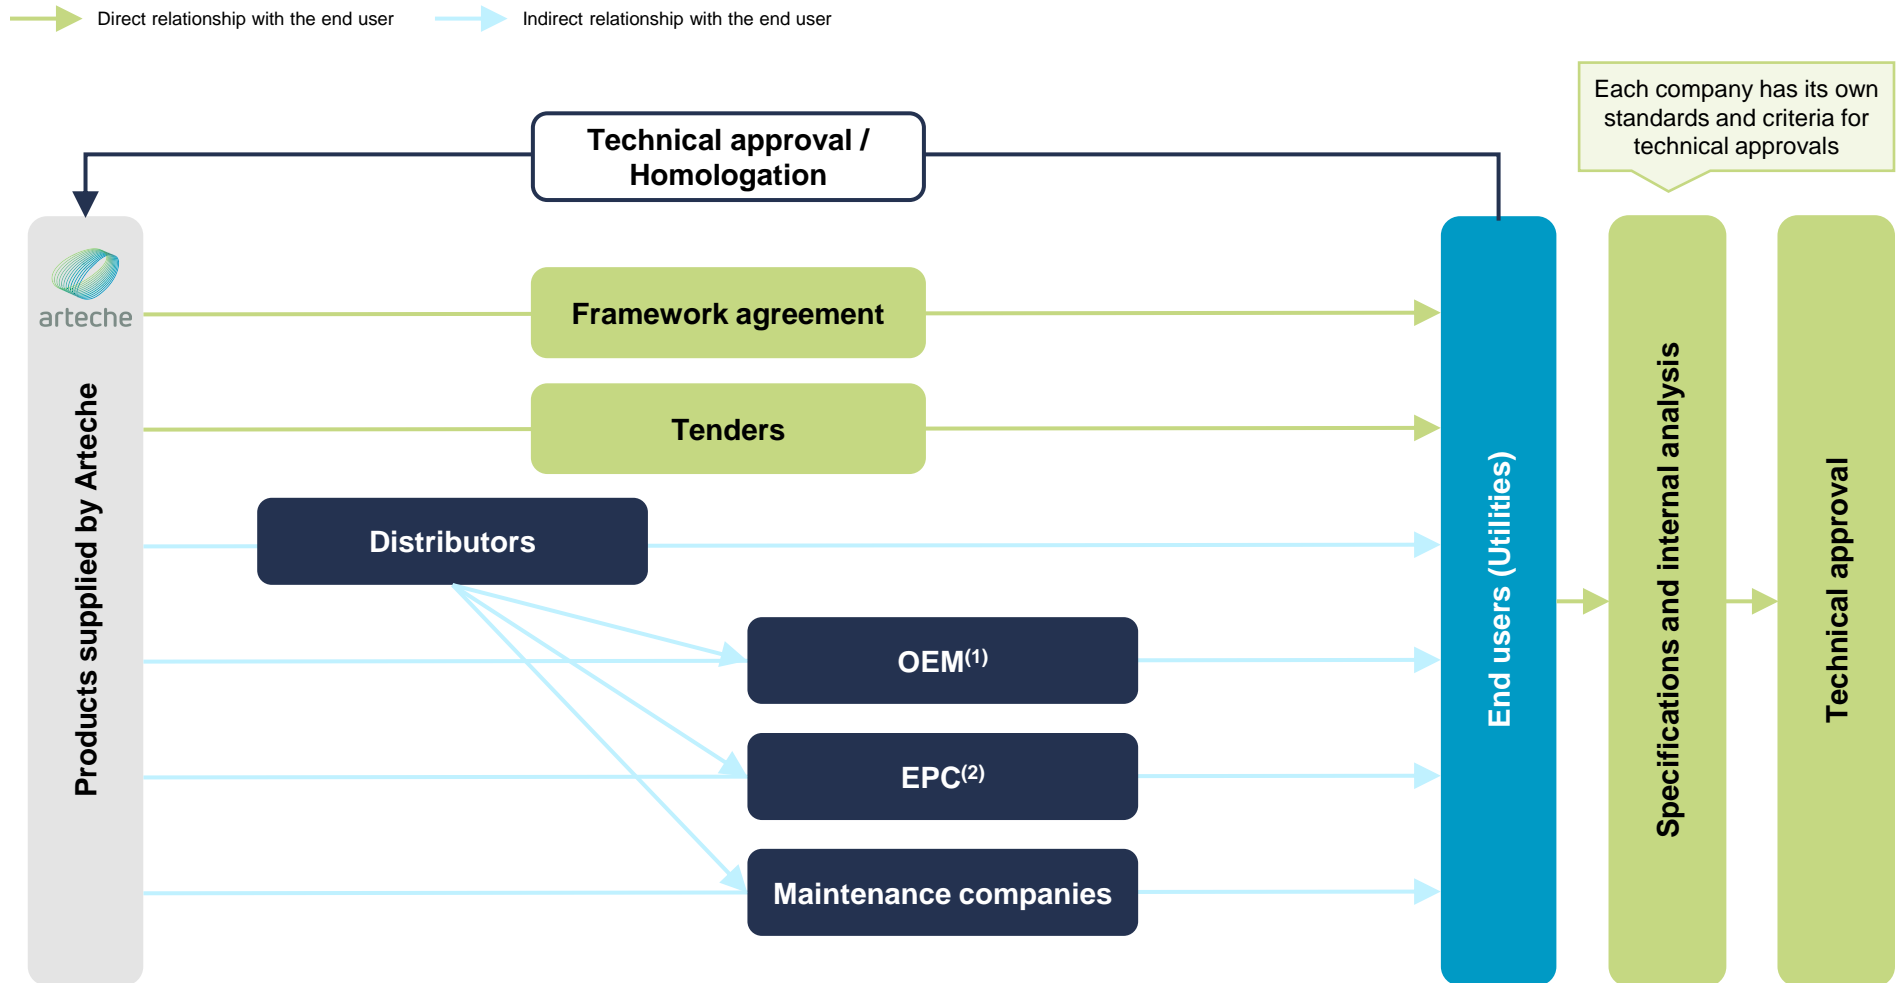 Direct relationship with the end user
Indirect relationship with the end user
Each company has its own
standards and criteria for
technical approvals
Technical approval /
Homologation
arteche
Products supplied by Arteche
Framework agreement
Tenders
Distributors
OEM(1)
EPC(2)
Maintenance companies
End users (Utilities)
Specifications and internal analysis
Technical approval